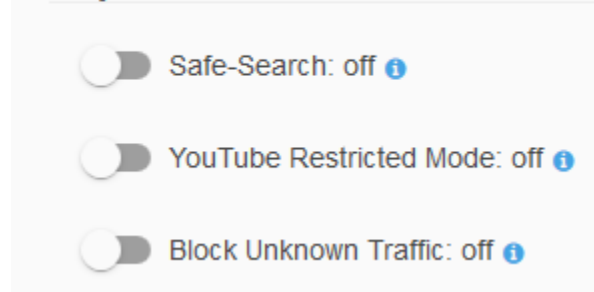 Safe-Search: off
YouTube Restricted Mode: off
Block Unknown Traffic: off